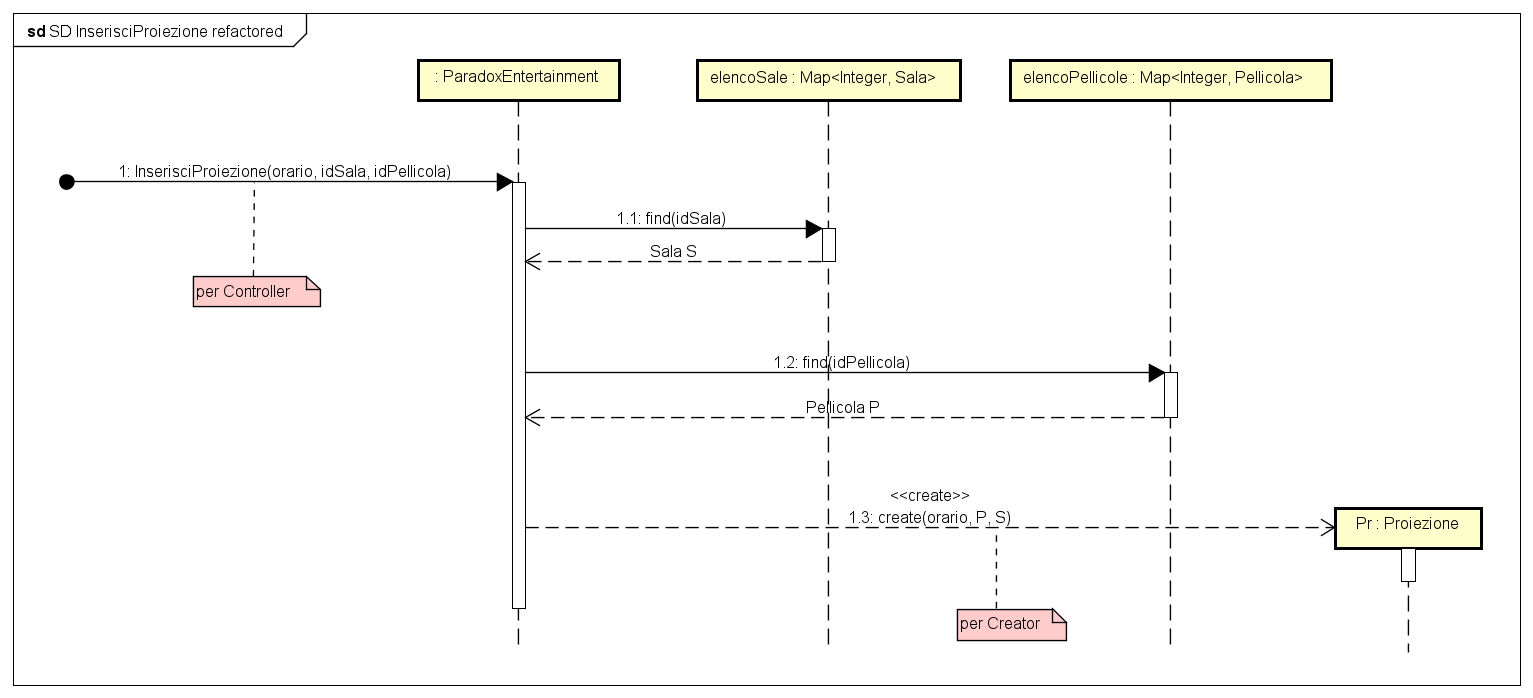 sd SD InserisciProiezione refactored
: ParadoxEntertainment
elencoSale : Map<Integer, Sala>
elencoPellicole : Map<Integer, Pellicola>
1: InserisciProiezione(orario, idSala, idPellicola)
1.1: find(idSala)
Sala S
per Controller
1.2: find(idPellicola)
Pellicola P
<<create>>
1.3: create(orario, P, S)
Pr : Proiezione
per Creator